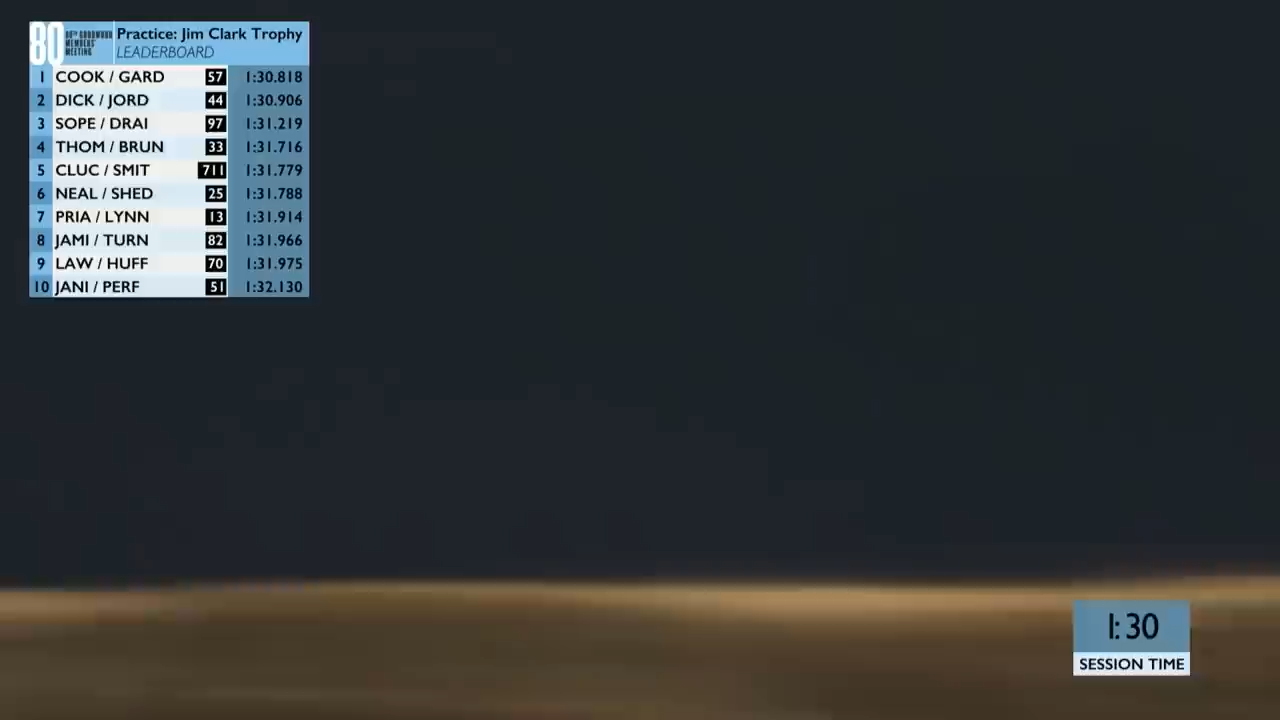 80 80TH GOODWOOD MEMBERS' MEETING
Practice: Jim Clark Trophy
LEADERBOARD
1 COOK / GARD 57 1:30.818
2 DICK / JORD 44 1:30.906
3 SOPE / DRAI 97 1:31.219
4 THOM / BRUN 33 1:31.716
5 CLUC / SMIT 711 1:31.779
6 NEAL / SHED 25 1:31.788
7 PRIA / LYNN 13 1:31.914
8 JAMI / TURN 82 1:31.966
9 LAW / HUFF 70 1:31.975
10 JANI / PERF 51 1:32.130
1:30
SESSION TIME